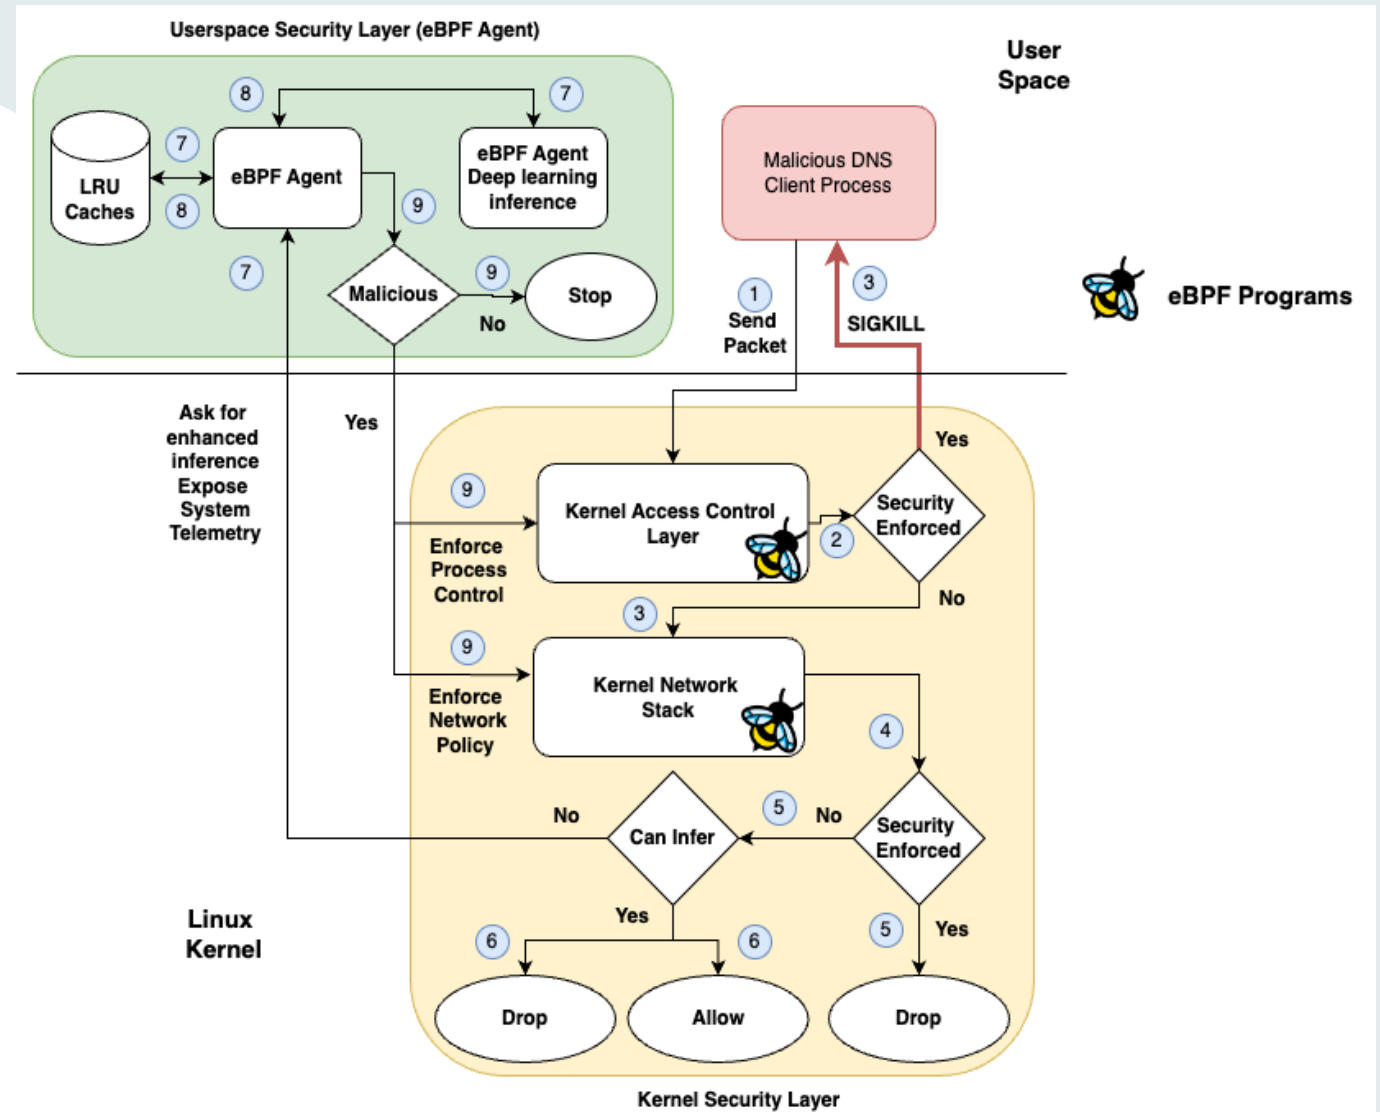 Userspace Security Layer (eBPF Agent)
User
Space
8
7
7
LRU
Caches
8
eBPF Agent
eBPF Agent
Deep learning
inference
9
7
Malicious
9
No
Stop
Malicious DNS
Client Process
1
Send
Packet
3
SIGKILL
eBPF Programs
Ask for
enhanced
inference
Expose
System
Telemetry
Yes
Yes
9
Enforce
Process
Control
Kernel Access Control
Layer
2
Security
Enforced
No
3
9
Enforce
Network
Policy
Kernel Network
Stack
4
No
Can Infer
5
No
Security
Enforced
Yes
5
Yes
6
6
Drop
Allow
Drop
Linux
Kernel
Kernel Security Layer